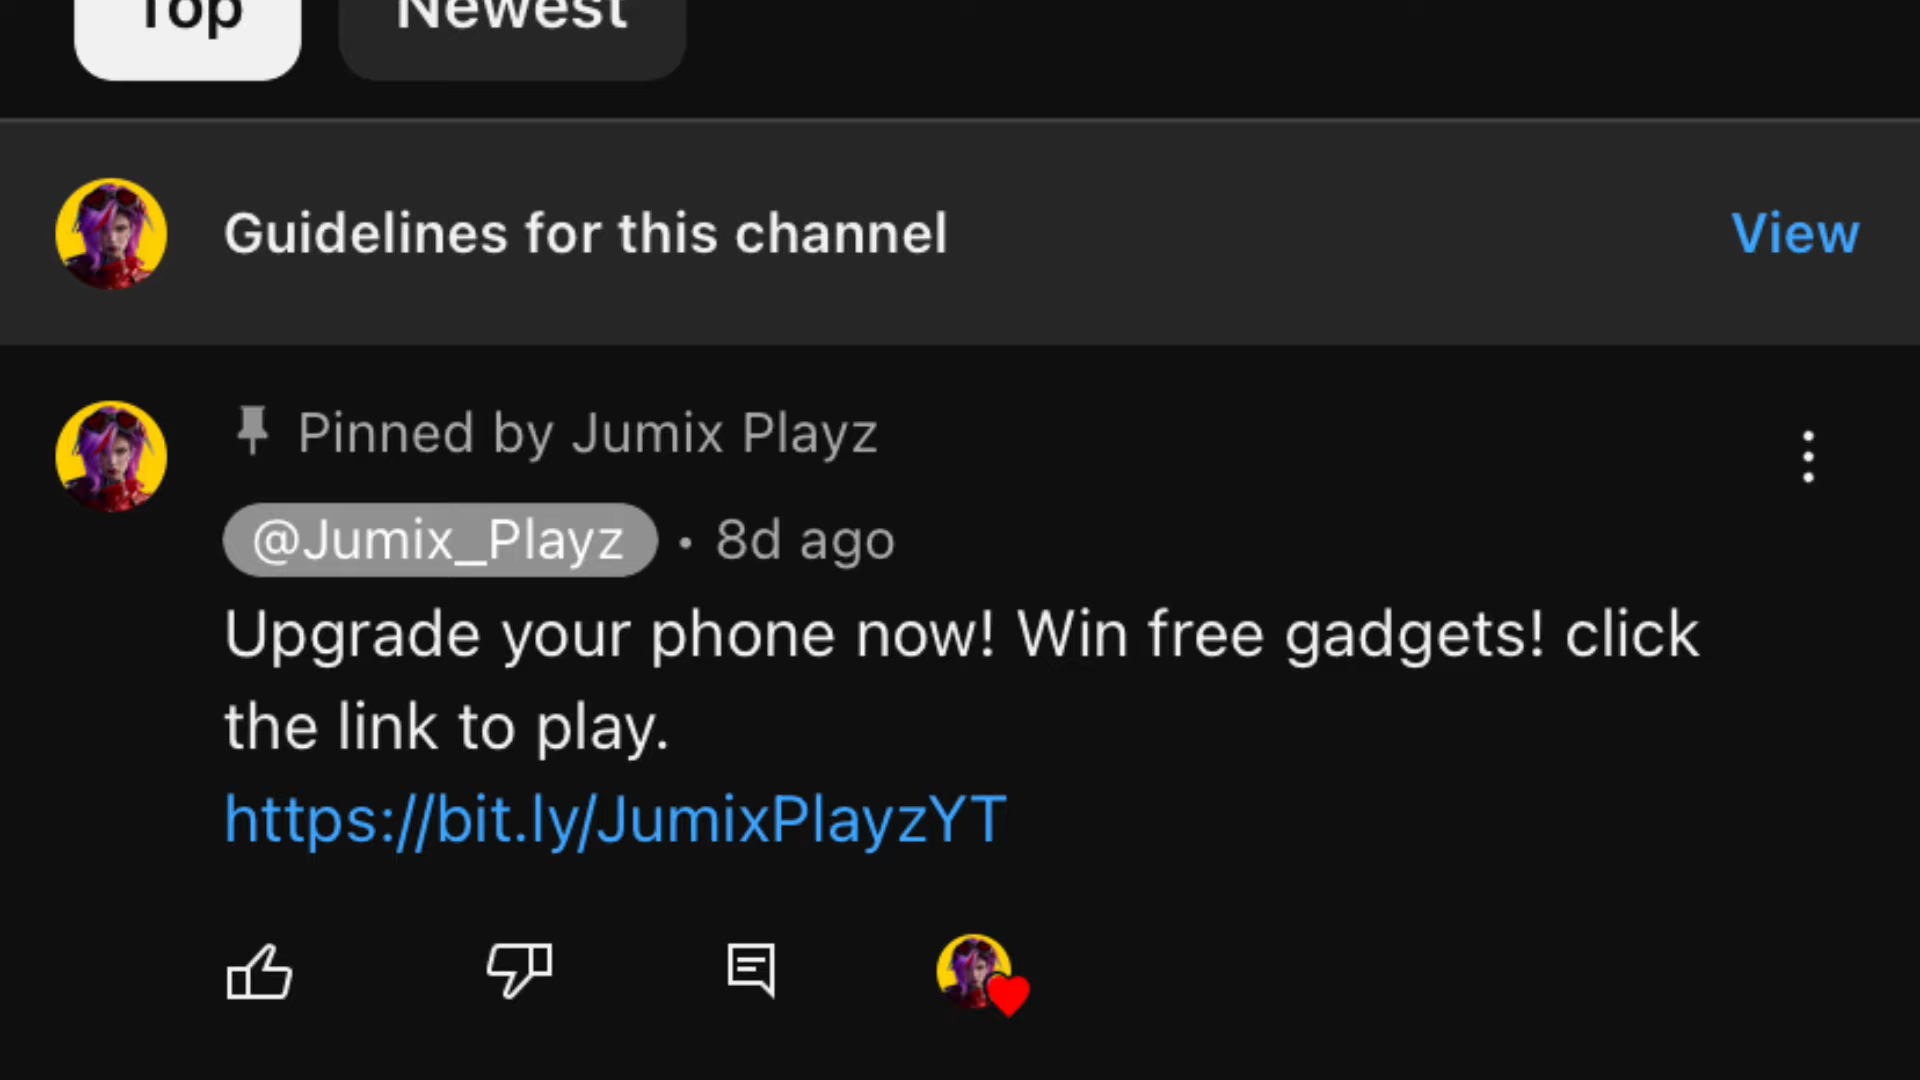 Top Newest
Guidelines for this channel View
Pinned by Jumix Playz
@Jumix_Playz • 8d ago
Upgrade your phone now! Win free gadgets! click
the link to play.
https://bit.ly/JumixPlayzYT